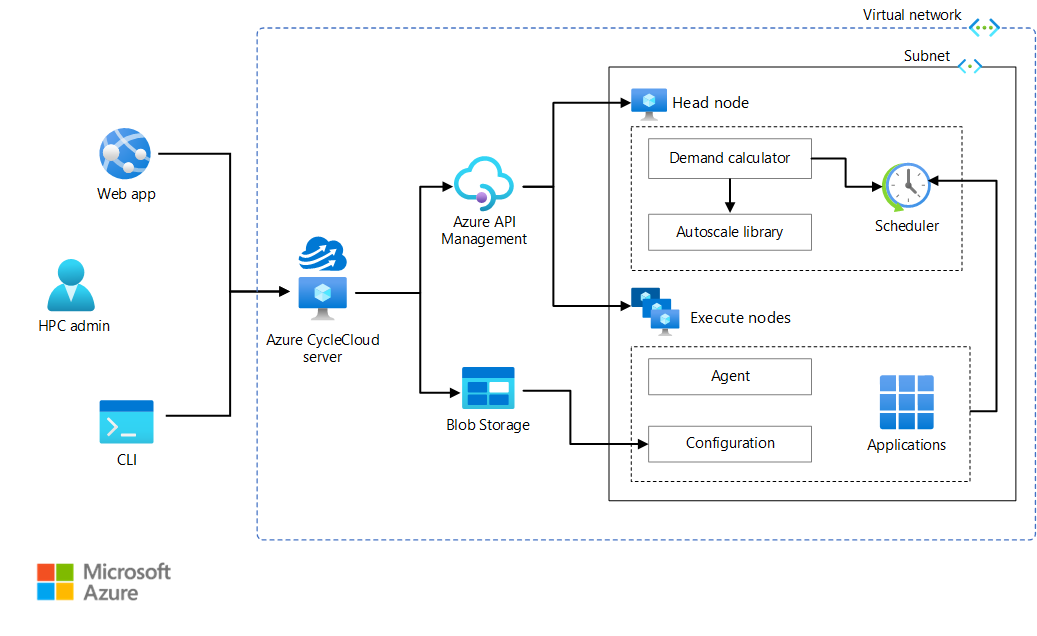 Virtual network
Subnet
Head node
Demand calculator
Web app
Azure API
Management
Scheduler
Autoscale library
HPC admin
Execute nodes
Azure CycleCloud
server
Agent
Blob Storage
Configuration
Applications
CLI
Microsoft
Azure